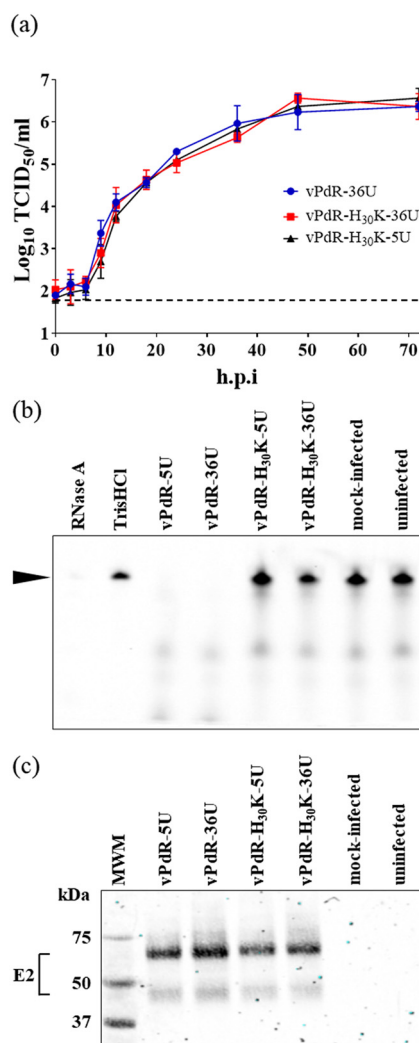 (a)
7
6
5
4
3
2
1
0 10 20 30 40 50 60 70
Log₁₀ TCID₅₀/ml
h.p.i
vPdR-36U
vPdR-H₃₀K-36U
vPdR-H₃₀K-5U
(b)
RNase A
TrisHCl
vPdR-5U
vPdR-36U
vPdR-H₃₀K-5U
vPdR-H₃₀K-36U
mock-infected
uninfected
(c)
MWM
vPdR-5U
vPdR-36U
vPdR-H₃₀K-5U
vPdR-H₃₀K-36U
mock-infected
uninfected
kDa
75
E2
50
37